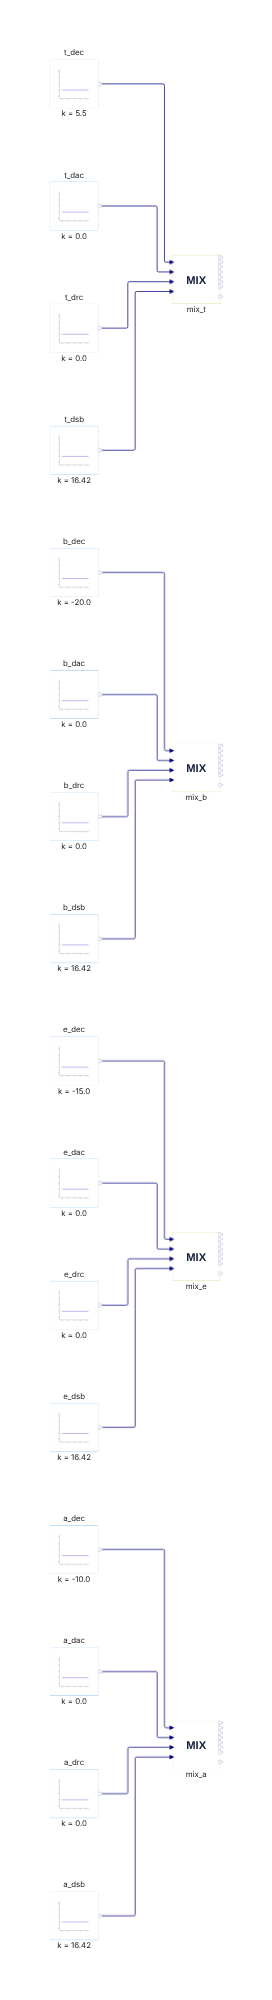 t_dec
k = 5.5
t_dac
k = 0.0
MIX
mix_t
t_drc
k = 0.0
t_dsb
k = 16.42
b_dec
k = -20.0
b_dac
k = 0.0
MIX
mix_b
b_drc
k = 0.0
b_dsb
k = 16.42
e_dec
k = -15.0
e_dac
k = 0.0
MIX
mix_e
e_drc
k = 0.0
e_dsb
k = 16.42
a_dec
k = -10.0
a_dac
k = 0.0
MIX
mix_a
a_drc
k = 0.0
a_dsb
k = 16.42